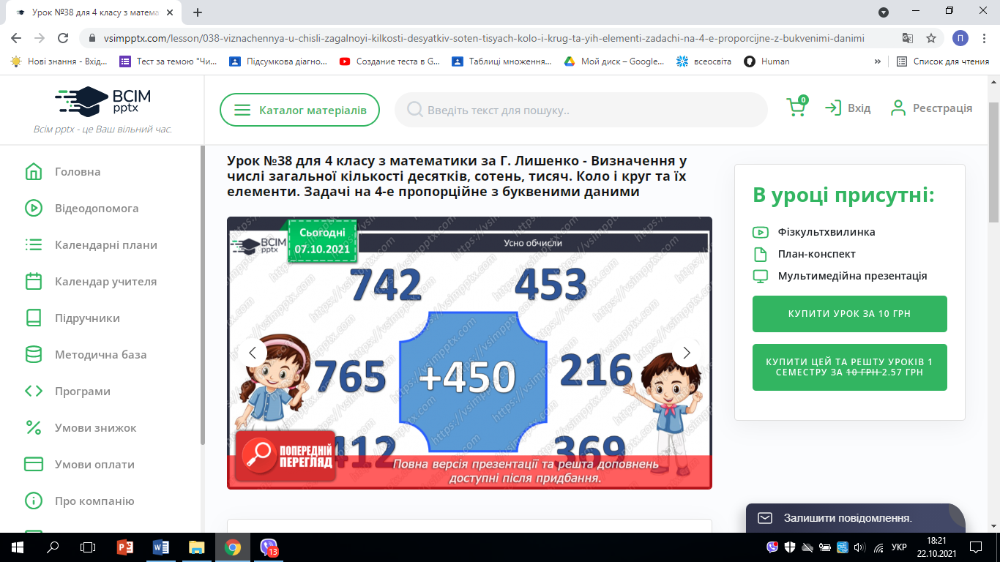 Урок №38 для 4 класу з матема
vsimpptx.com/lesson/038-viznachennya-u-chisli-zagalnoyi-kilkosti-desyatkiv-soten-tisyach-kolo-i-krug-ta-yih-elementi-zadachi-na-4-e-proporcijne-z-bukvenimi-danimi
П
Нові знання - Вхід...
Тест за темою "Чи...
Підсумкова діагно...
Создание теста в G...
Таблиці множення...
Мой диск – Google...
всеосвіта
Human
»
Список для чтения
ВСІМ
pptx
Всім pptx - це Ваш вільний час.
Каталог матеріалів
Введіть текст для пошуку..
0
Вхід
Реєстрація
Головна
Відеодопомога
Календарні плани
Календар учителя
Підручники
Методична база
Програми
Умови знижок
Умови оплати
Про компанію
Урок №38 для 4 класу з математики за Г. Лишенко - Визначення у
числі загальної кількості десятків, сотень, тисяч. Коло і круг та їх
елементи. Задачі на 4-е пропорційне з буквеними даними
ВСІМ
pptx
Сьогодні
07.10.2021
Усно обчисли
742
453
765
+450
216
412
369
https://vsimpptx.com
ПОПЕРЕДНІЙ
ПЕРЕГЛЯД
Повна версія презентації та решта доповнень
доступні після придбання.
В уроці присутні:
Фізкультхвилинка
План-конспект
Мультимедійна презентація
КУПИТИ УРОК ЗА 10 ГРН
КУПИТИ ЦЕЙ ТА РЕШТУ УРОКІВ 1
СЕМЕСТРУ ЗА 10 ГРН 2.57 ГРН
Залишити повідомлення.
13
УКР
18:21
22.10.2021